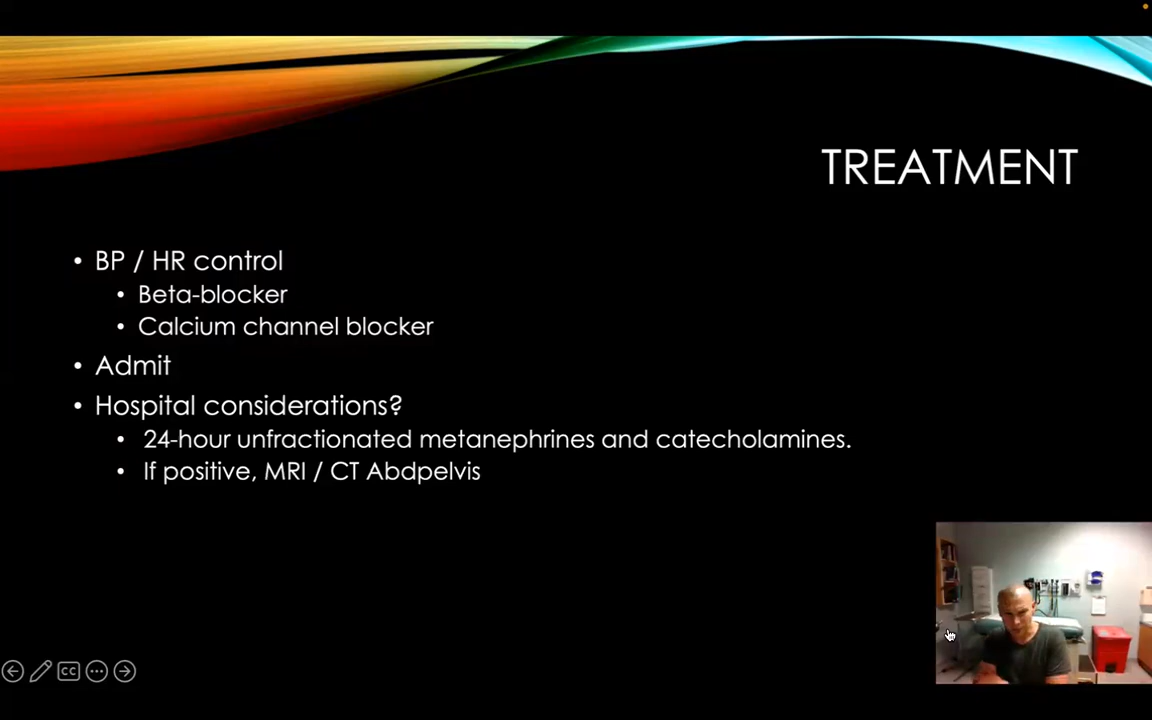 TREATMENT
• BP / HR control
• Beta-blocker
• Calcium channel blocker
• Admit
• Hospital considerations?
• 24-hour unfractionated metanephrines and catecholamines.
• If positive, MRI / CT Abdpelvis
CC